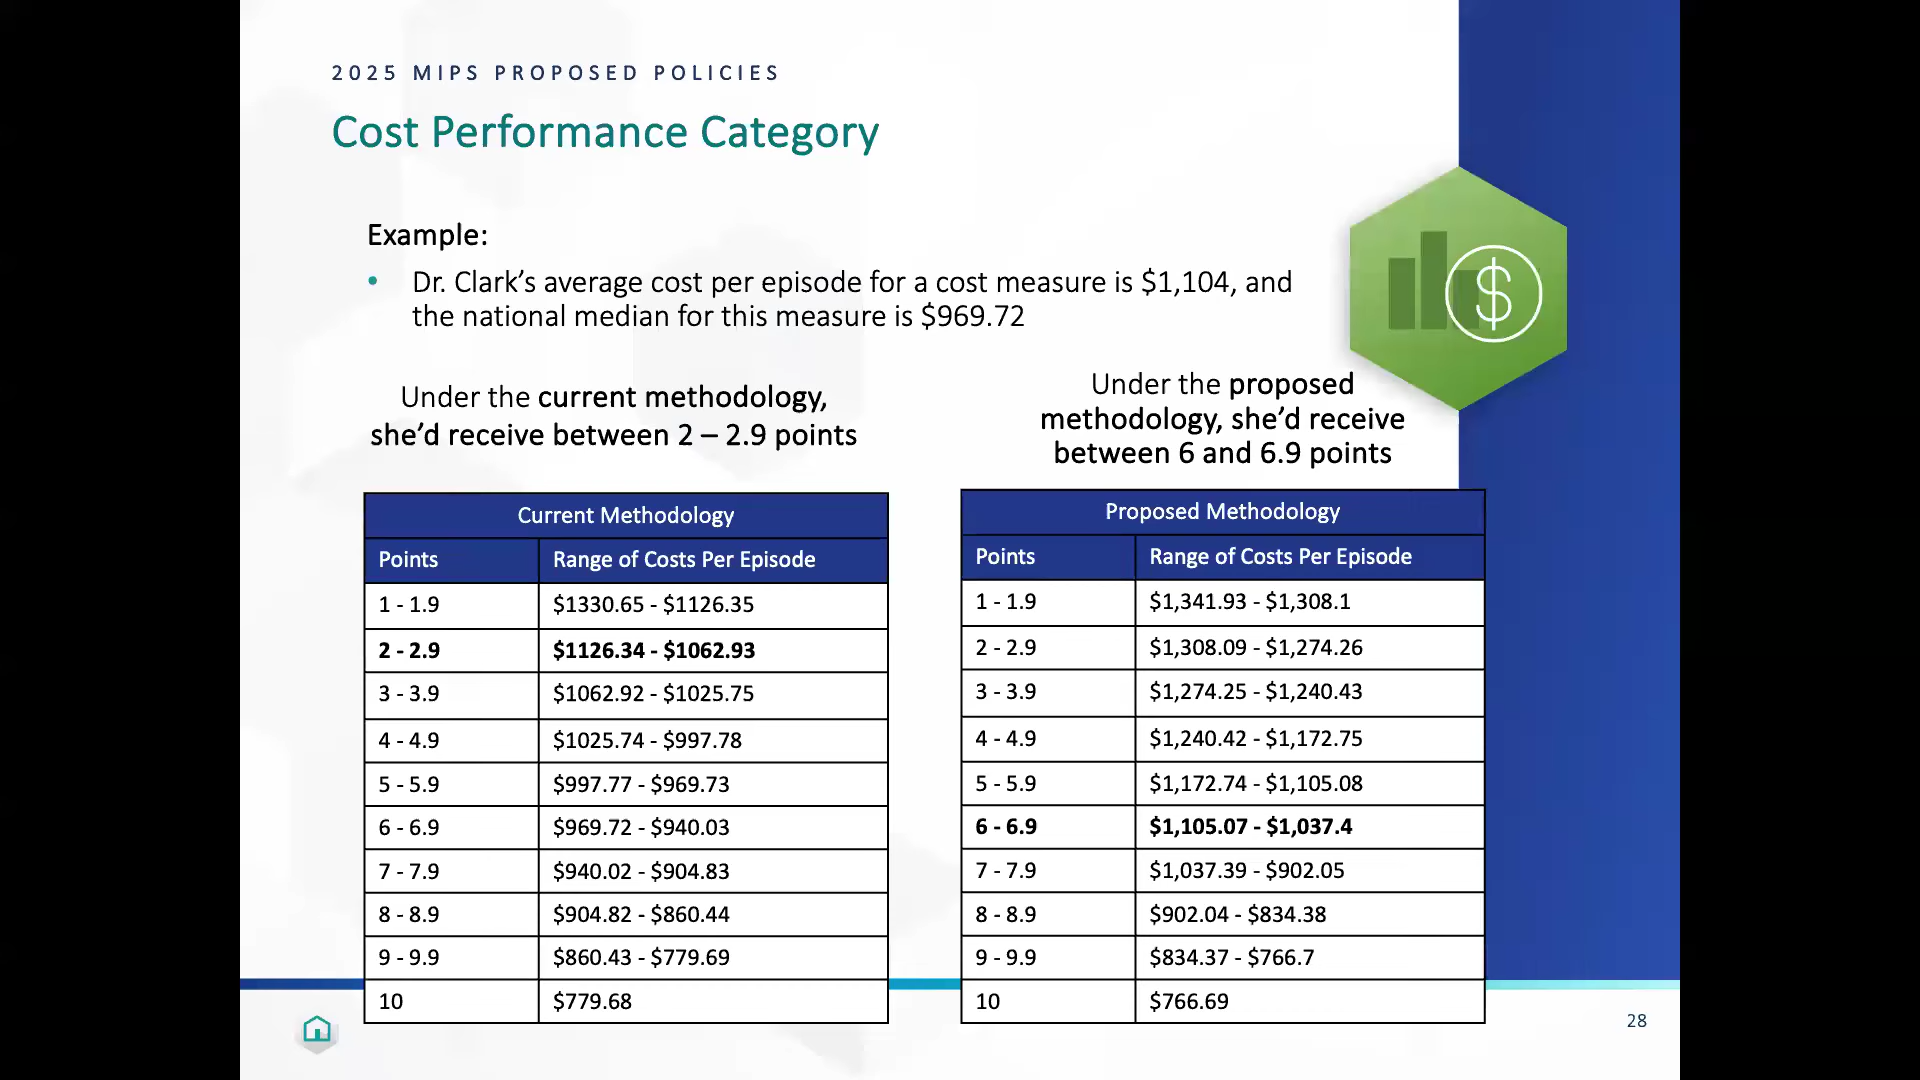 2025 MIPS PROPOSED POLICIES
Cost Performance Category
Example:
• Dr. Clark’s average cost per episode for a cost measure is $1,104, and
the national median for this measure is $969.72
Under the current methodology,
she’d receive between 2 – 2.9 points
Current Methodology
Points Range of Costs Per Episode
1 - 1.9 $1330.65 - $1126.35
2 - 2.9 $1126.34 - $1062.93
3 - 3.9 $1062.92 - $1025.75
4 - 4.9 $1025.74 - $997.78
5 - 5.9 $997.77 - $969.73
6 - 6.9 $969.72 - $940.03
7 - 7.9 $940.02 - $904.83
8 - 8.9 $904.82 - $860.44
9 - 9.9 $860.43 - $779.69
10 $779.68
Under the proposed
methodology, she’d receive
between 6 and 6.9 points
Proposed Methodology
Points Range of Costs Per Episode
1 - 1.9 $1,341.93 - $1,308.1
2 - 2.9 $1,308.09 - $1,274.26
3 - 3.9 $1,274.25 - $1,240.43
4 - 4.9 $1,240.42 - $1,172.75
5 - 5.9 $1,172.74 - $1,105.08
6 - 6.9 $1,105.07 - $1,037.4
7 - 7.9 $1,037.39 - $902.05
8 - 8.9 $902.04 - $834.38
9 - 9.9 $834.37 - $766.7
10 $766.69
$
28